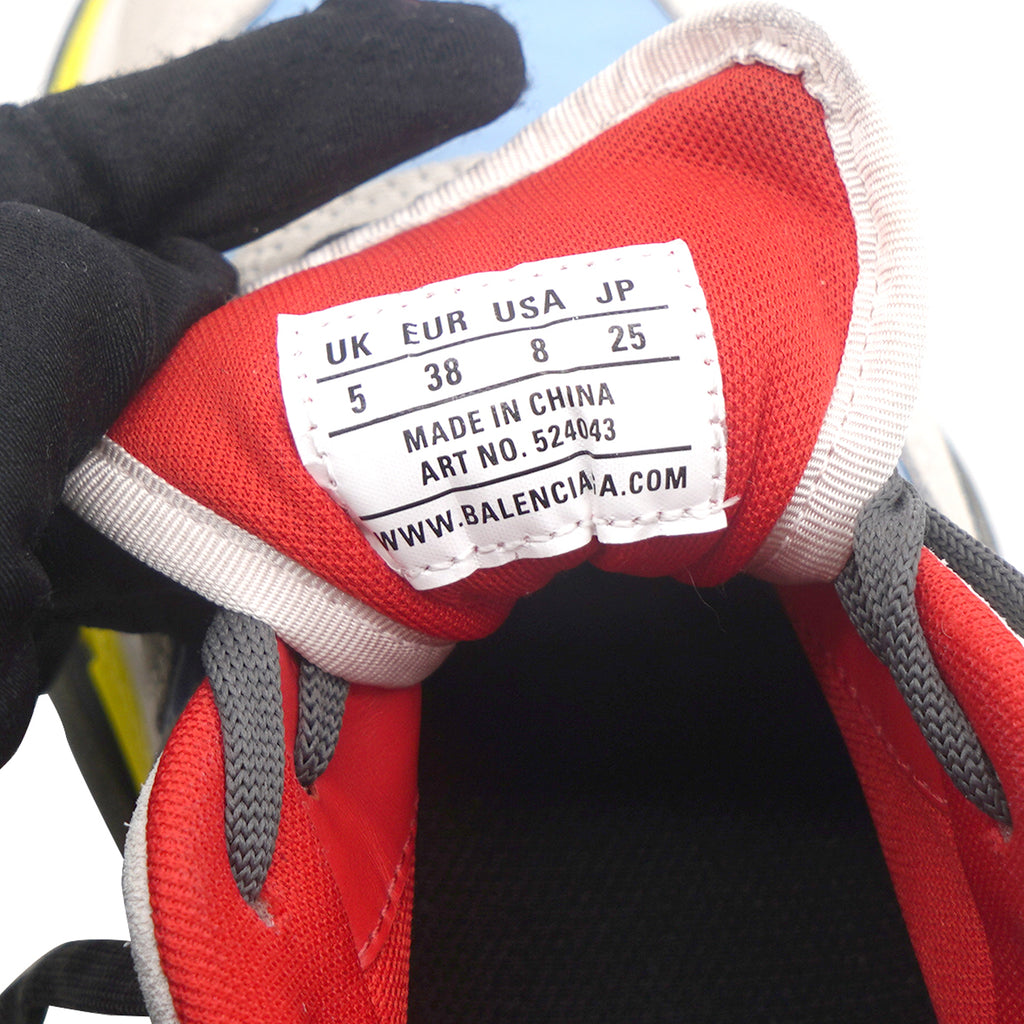 UK EUR USA JP
5 38 8 25
MADE IN CHINA
ART NO. 524043
WWW.BALENCIAGA.COM